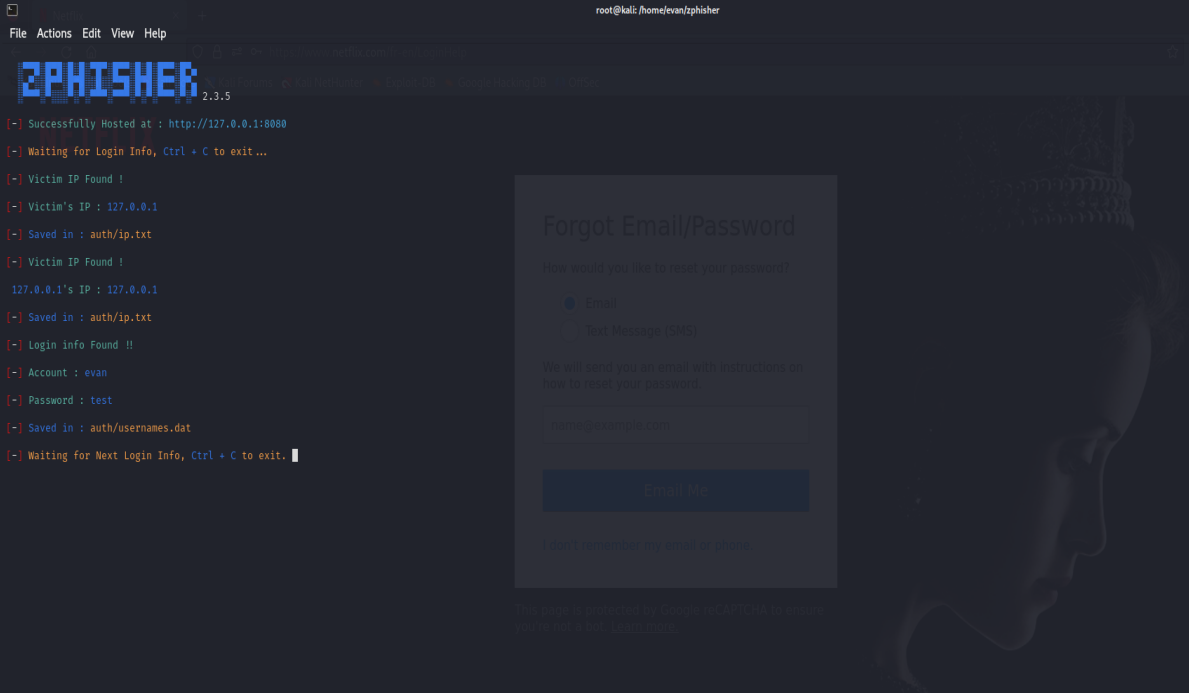 root@kali: /home/evan/zphisher
File Actions Edit View Help
ZPHISHER 2.3.5
[-] Successfully Hosted at : http://127.0.0.1:8080
[-] Waiting for Login Info, Ctrl + C to exit...
[-] Victim IP Found !
[-] Victim's IP : 127.0.0.1
[-] Saved in : auth/ip.txt
[-] Victim IP Found !
127.0.0.1's IP : 127.0.0.1
[-] Saved in : auth/ip.txt
[-] Login info Found !!
[-] Account : evan
[-] Password : test
[-] Saved in : auth/usernames.dat
[-] Waiting for Next Login Info, Ctrl + C to exit.
NETFLIX
Forgot Email/Password
How would you like to reset your password?
Email
Text Message (SMS)
We will send you an email with instructions on
how to reset your password.
name@example.com
Email Me
I don't remember my email or phone.
This page is protected by Google reCAPTCHA to ensure
you're not a bot. Learn more.